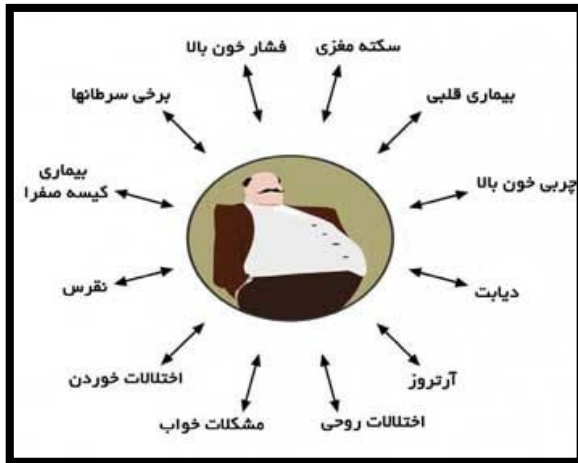 سکته مغزی
فشار خون بالا
بیماری قلبی
برخی سرطانها
چربی خون بالا
بیماری
کیسه صفرا
دیابت
نقرس
آرتروز
اختلالات خوردن
اختلالات روحی
مشکلات خواب